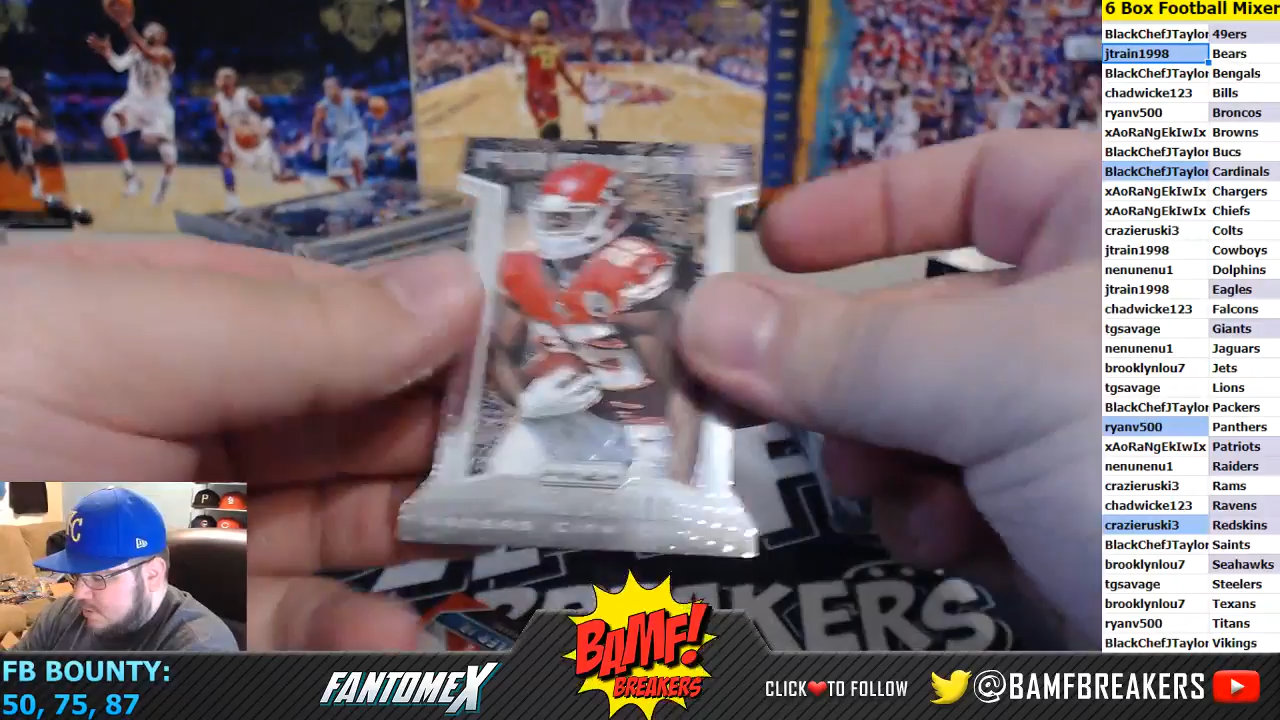 6 Box Football Mixer
BlackChefJTaylor 49ers
jtrain1998 Bears
BlackChefJTaylor Bengals
chadwicke123 Bills
ryanv500 Broncos
xAoRaNgEkIwIx Browns
BlackChefJTaylor Bucs
BlackChefJTaylor Cardinals
xAoRaNgEkIwIx Chargers
xAoRaNgEkIwIx Chiefs
crazieruski3 Colts
jtrain1998 Cowboys
nenunenu1 Dolphins
jtrain1998 Eagles
chadwicke123 Falcons
tgsavage Giants
nenunenu1 Jaguars
brooklynlou7 Jets
tgsavage Lions
BlackChefJTaylor Packers
ryanv500 Panthers
xAoRaNgEkIwIx Patriots
nenunenu1 Raiders
crazieruski3 Rams
chadwicke123 Ravens
crazieruski3 Redskins
BlackChefJTaylor Saints
brooklynlou7 Seahawks
tgsavage Steelers
brooklynlou7 Texans
ryanv500 Titans
BlackChefJTaylor Vikings
KC
P
BREAKERS
FB BOUNTY:
50, 75, 87
FANTOMEX
BAMF!
BREAKERS
CLICK❤TO FOLLOW
@BAMFBREAKERS